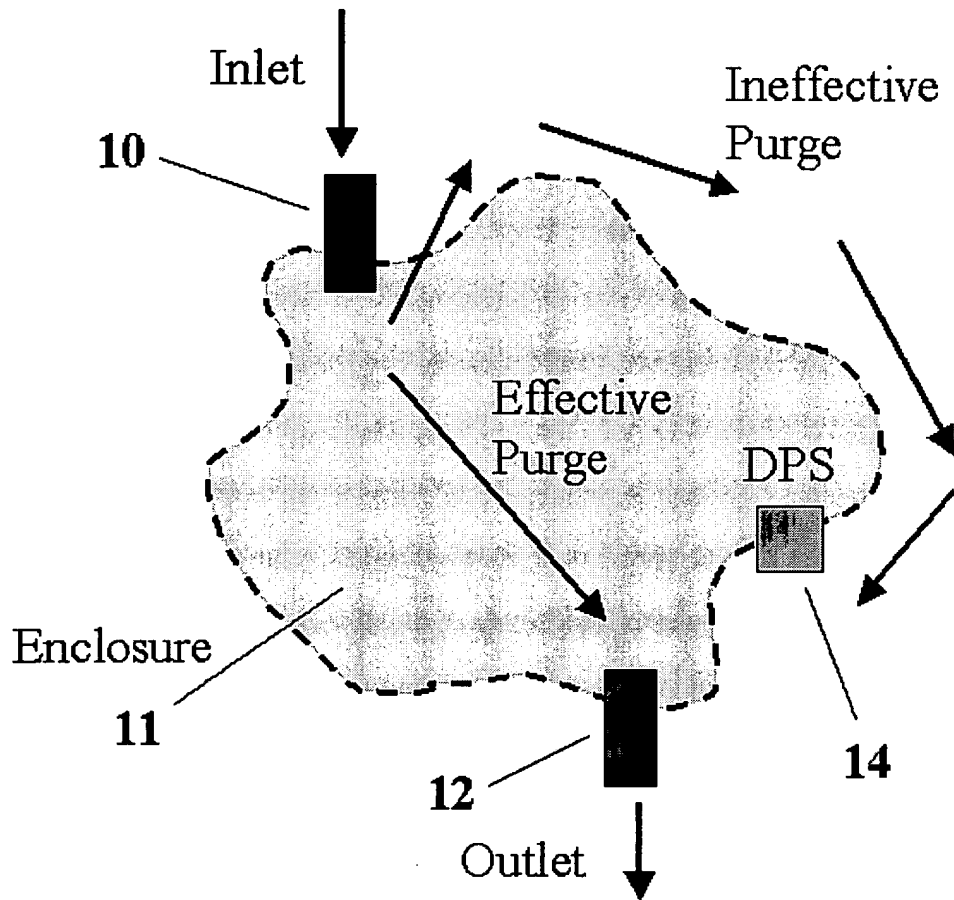 Inlet
Ineffective
Purge
10
Effective
Purge
DPS
Enclosure
11
12
14
Outlet